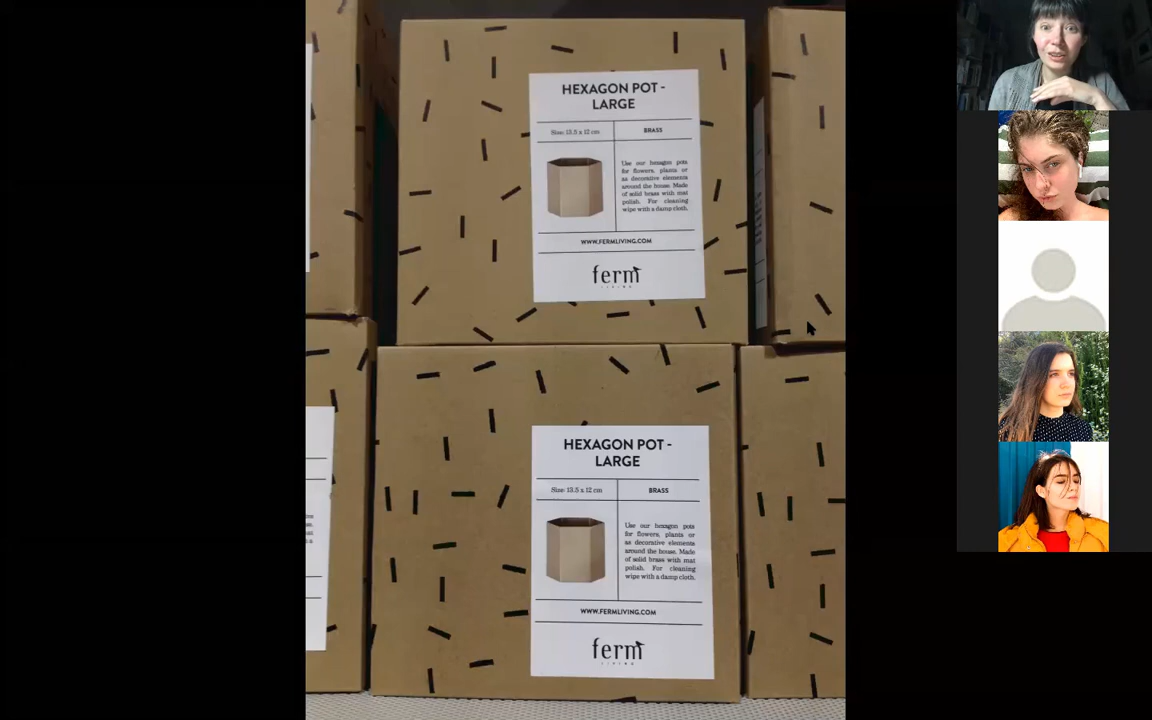 HEXAGON POT -
LARGE
Size: 13.5 x 12 cm
BRASS
Use our hexagon pots
for flowers, plants or
as decorative elements
around the house. Made
of solid brass with mat
polish. For cleaning
wipe with a damp cloth.
WWW.FERMLIVING.COM
ferm
LIVING
HEXAGON POT -
LARGE
Size: 13.5 x 12 cm
BRASS
Use our hexagon pots
for flowers, plants or
as decorative elements
around the house. Made
of solid brass with mat
polish. For cleaning
wipe with a damp cloth.
WWW.FERMLIVING.COM
ferm
LIVING